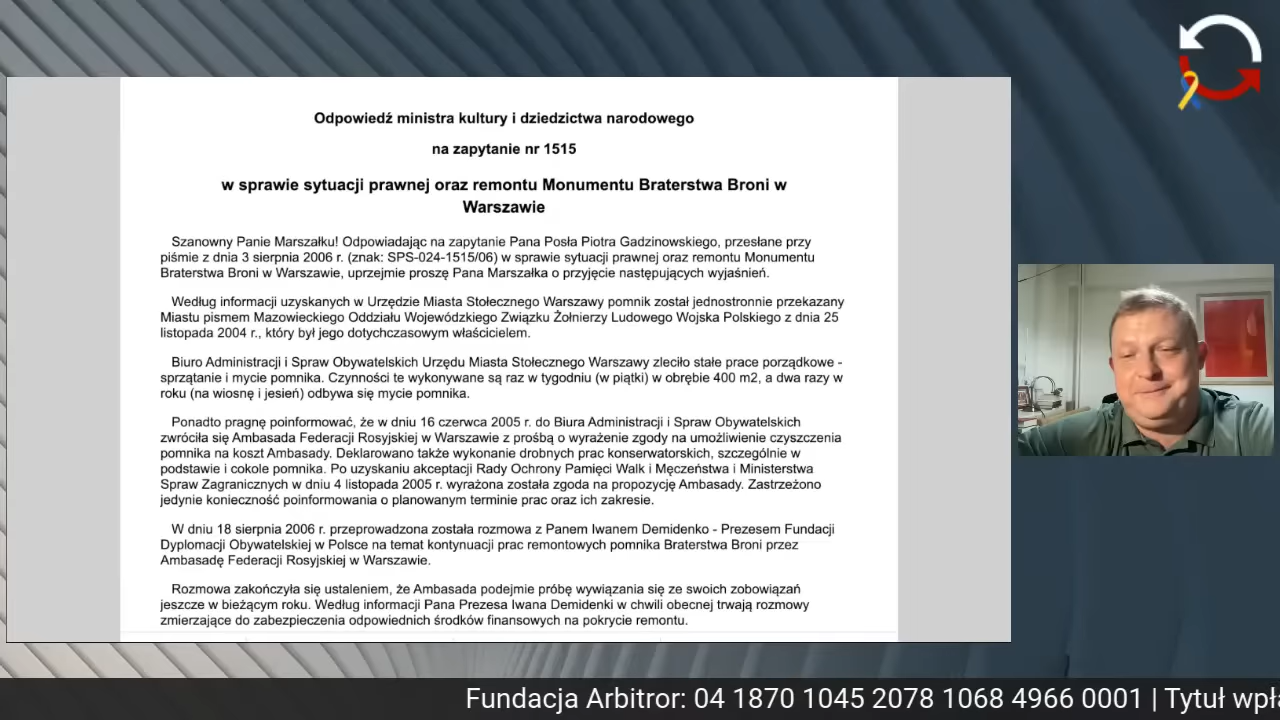 Odpowiedź ministra kultury i dziedzictwa narodowego
na zapytanie nr 1515
w sprawie sytuacji prawnej oraz remontu Monumentu Braterstwa Broni w
Warszawie
Szanowny Panie Marszałku! Odpowiadając na zapytanie Pana Posła Piotra Gadzinowskiego, przesłane przy
piśmie z dnia 3 sierpnia 2006 r. (znak: SPS-024-1515/06) w sprawie sytuacji prawnej oraz remontu Monumentu
Braterstwa Broni w Warszawie, uprzejmie proszę Pana Marszałka o przyjęcie następujących wyjaśnień.
Według informacji uzyskanych w Urzędzie Miasta Stołecznego Warszawy pomnik został jednostronnie przekazany
Miastu pismem Mazowieckiego Oddziału Wojewódzkiego Związku Żołnierzy Ludowego Wojska Polskiego z dnia 25
listopada 2004 r., który był jego dotychczasowym właścicielem.
Biuro Administracji i Spraw Obywatelskich Urzędu Miasta Stołecznego Warszawy zleciło stałe prace porządkowe -
sprzątanie i mycie pomnika. Czynności te wykonywane są raz w tygodniu (w piątki) w obrębie 400 m2, a dwa razy w
roku (na wiosnę i jesień) odbywa się mycie pomnika.
Ponadto pragnę poinformować, że w dniu 16 czerwca 2005 r. do Biura Administracji i Spraw Obywatelskich
zwróciła się Ambasada Federacji Rosyjskiej w Warszawie z prośbą o wyrażenie zgody na umożliwienie czyszczenia
pomnika na koszt Ambasady. Deklarowano także wykonanie drobnych prac konserwatorskich, szczególnie w
podstawie i cokole pomnika. Po uzyskaniu akceptacji Rady Ochrony Pamięci Walk i Męczeństwa i Ministerstwa
Spraw Zagranicznych w dniu 4 listopada 2005 r. wyrażona została zgoda na propozycję Ambasady. Zastrzeżono
jedynie konieczność poinformowania o planowanym terminie prac oraz ich zakresie.
W dniu 18 sierpnia 2006 r. przeprowadzona została rozmowa z Panem Iwanem Demidenko - Prezesem Fundacji
Dyplomacji Obywatelskiej w Polsce na temat kontynuacji prac remontowych pomnika Braterstwa Broni przez
Ambasadę Federacji Rosyjskiej w Warszawie.
Rozmowa zakończyła się ustaleniem, że Ambasada podejmie próbę wywiązania się ze swoich zobowiązań
jeszcze w bieżącym roku. Według informacji Pana Prezesa Iwana Demidenki w chwili obecnej trwają rozmowy
zmierzające do zabezpieczenia odpowiednich środków finansowych na pokrycie remontu.
Fundacja Arbitror: 04 1870 1045 2078 1068 4966 0001 | Tytuł wpła